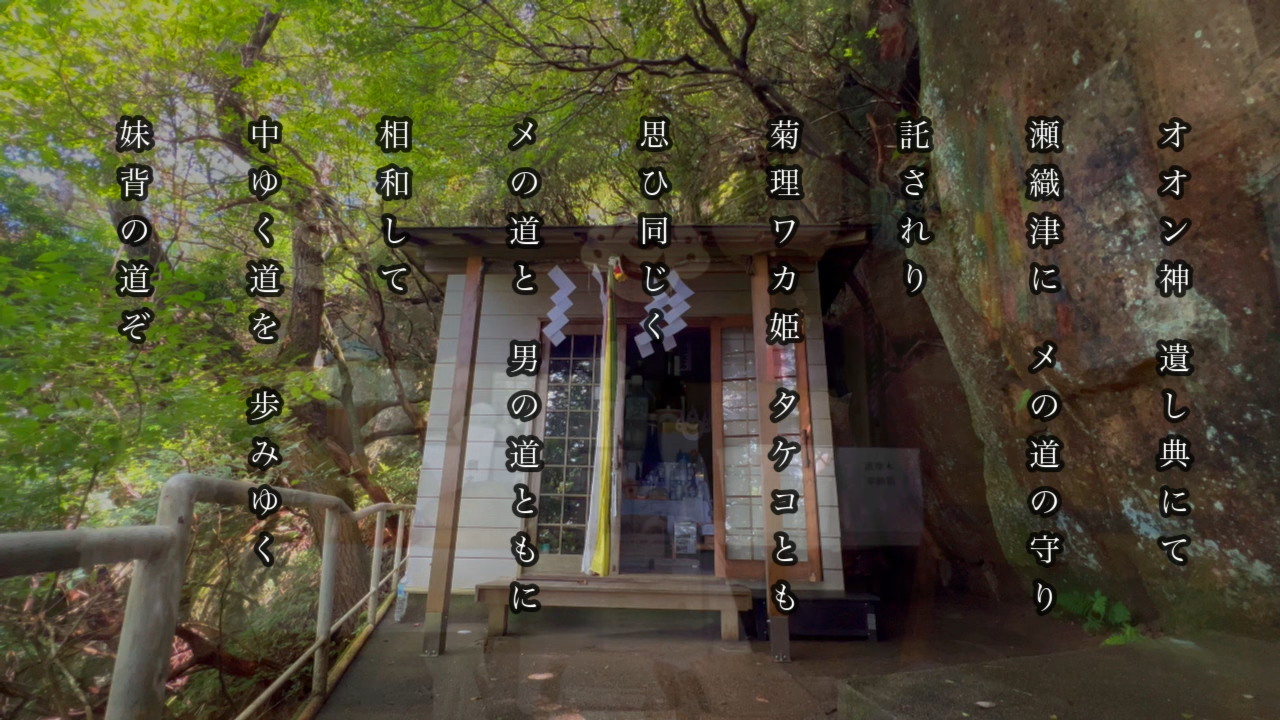 オオン神 遺し典にて
瀬織津に メの道の守り
託され​り
菊理ワカ姫 タケコとも
思ひ同じく
メの道と 男の道ともに
相和して
中ゆく道を 歩みゆく
妹背の道ぞ